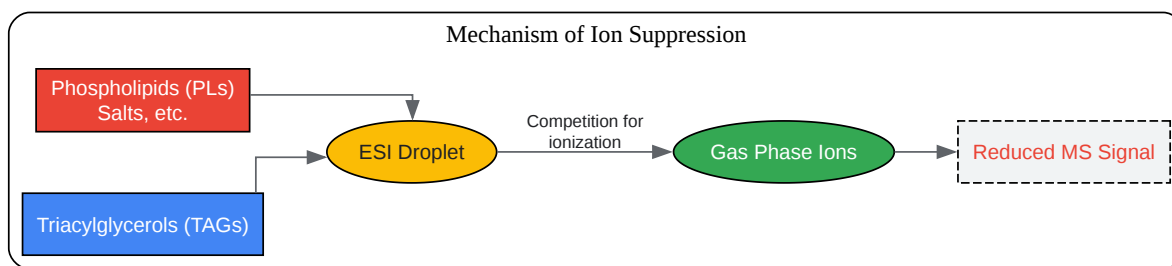 Mechanism of Ion Suppression
Phospholipids (PLs)
Salts, etc.
Triacylglycerols (TAGs)
ESI Droplet
Competition for
ionization
Gas Phase Ions
Reduced MS Signal